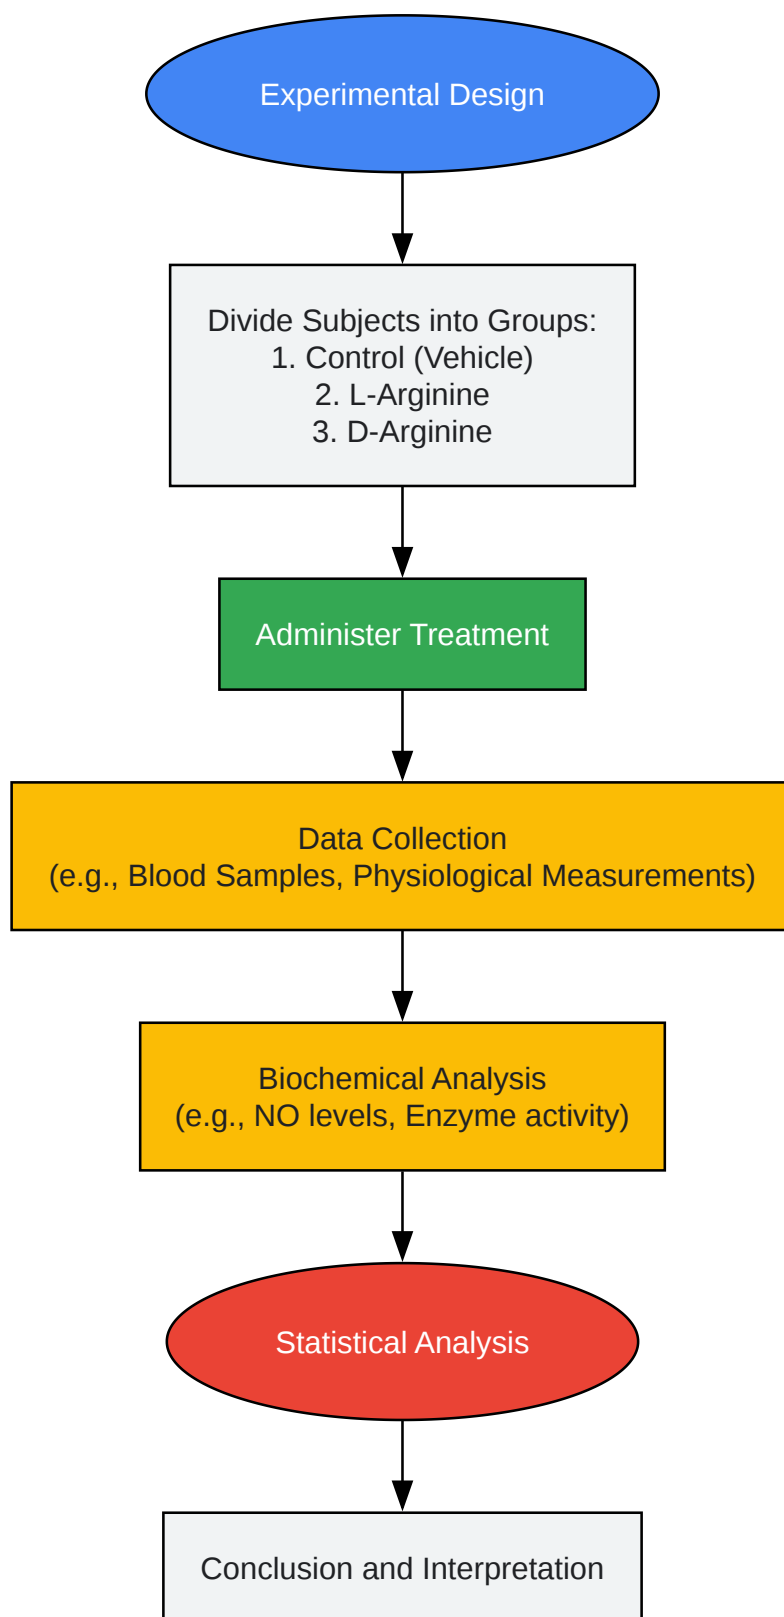 Experimental Design
Divide Subjects into Groups:
1. Control (Vehicle)
2. L-Arginine
3. D-Arginine
Administer Treatment
Data Collection
(e.g., Blood Samples, Physiological Measurements)
Biochemical Analysis
(e.g., NO levels, Enzyme activity)
Statistical Analysis
Conclusion and Interpretation